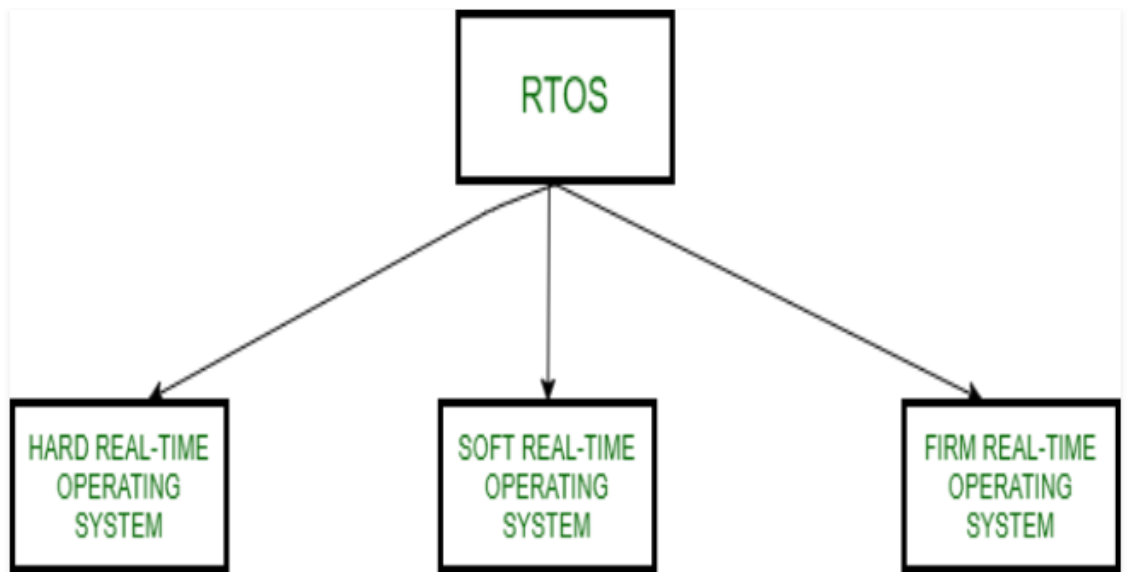 RTOS
HARD REAL-TIME
OPERATING
SYSTEM
SOFT REAL-TIME
OPERATING
SYSTEM
FIRM REAL-TIME
OPERATING
SYSTEM